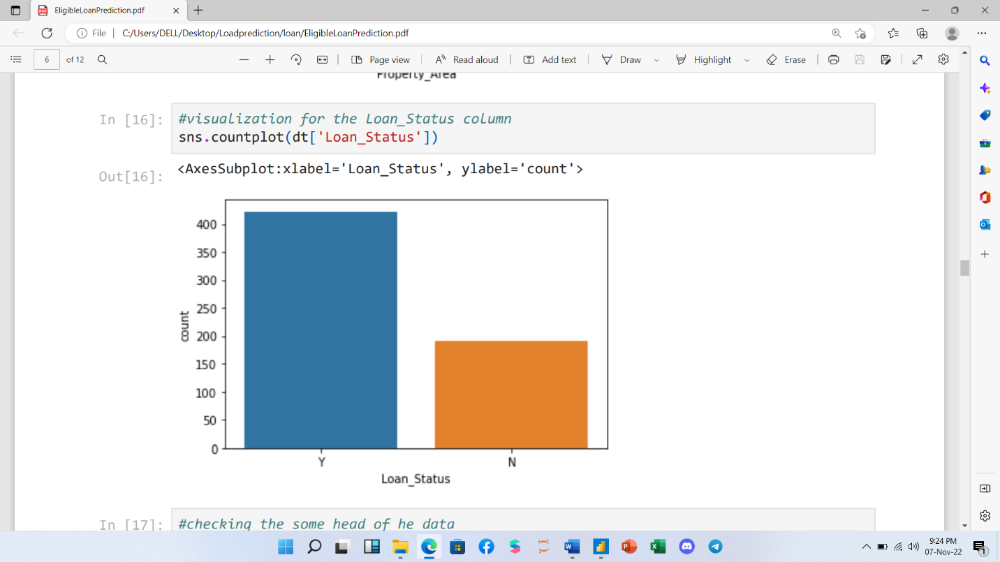 EligibleLoanPrediction.pdf
File | C:/Users/DELL/Desktop/Loadprediction/loan/EligibleLoanPrediction.pdf
6 of 12 Page view Read aloud Add text Draw Highlight Erase
Property_Area
In [16]: #visualization for the Loan_Status column
sns.countplot(dt['Loan_Status'])
Out[16]: <AxesSubplot:xlabel='Loan_Status', ylabel='count'>
400
350
300
250
count
200
150
100
50
0
Y N
Loan_Status
In [17]: #checking the some head of he data
9:24 PM
07-Nov-22
1